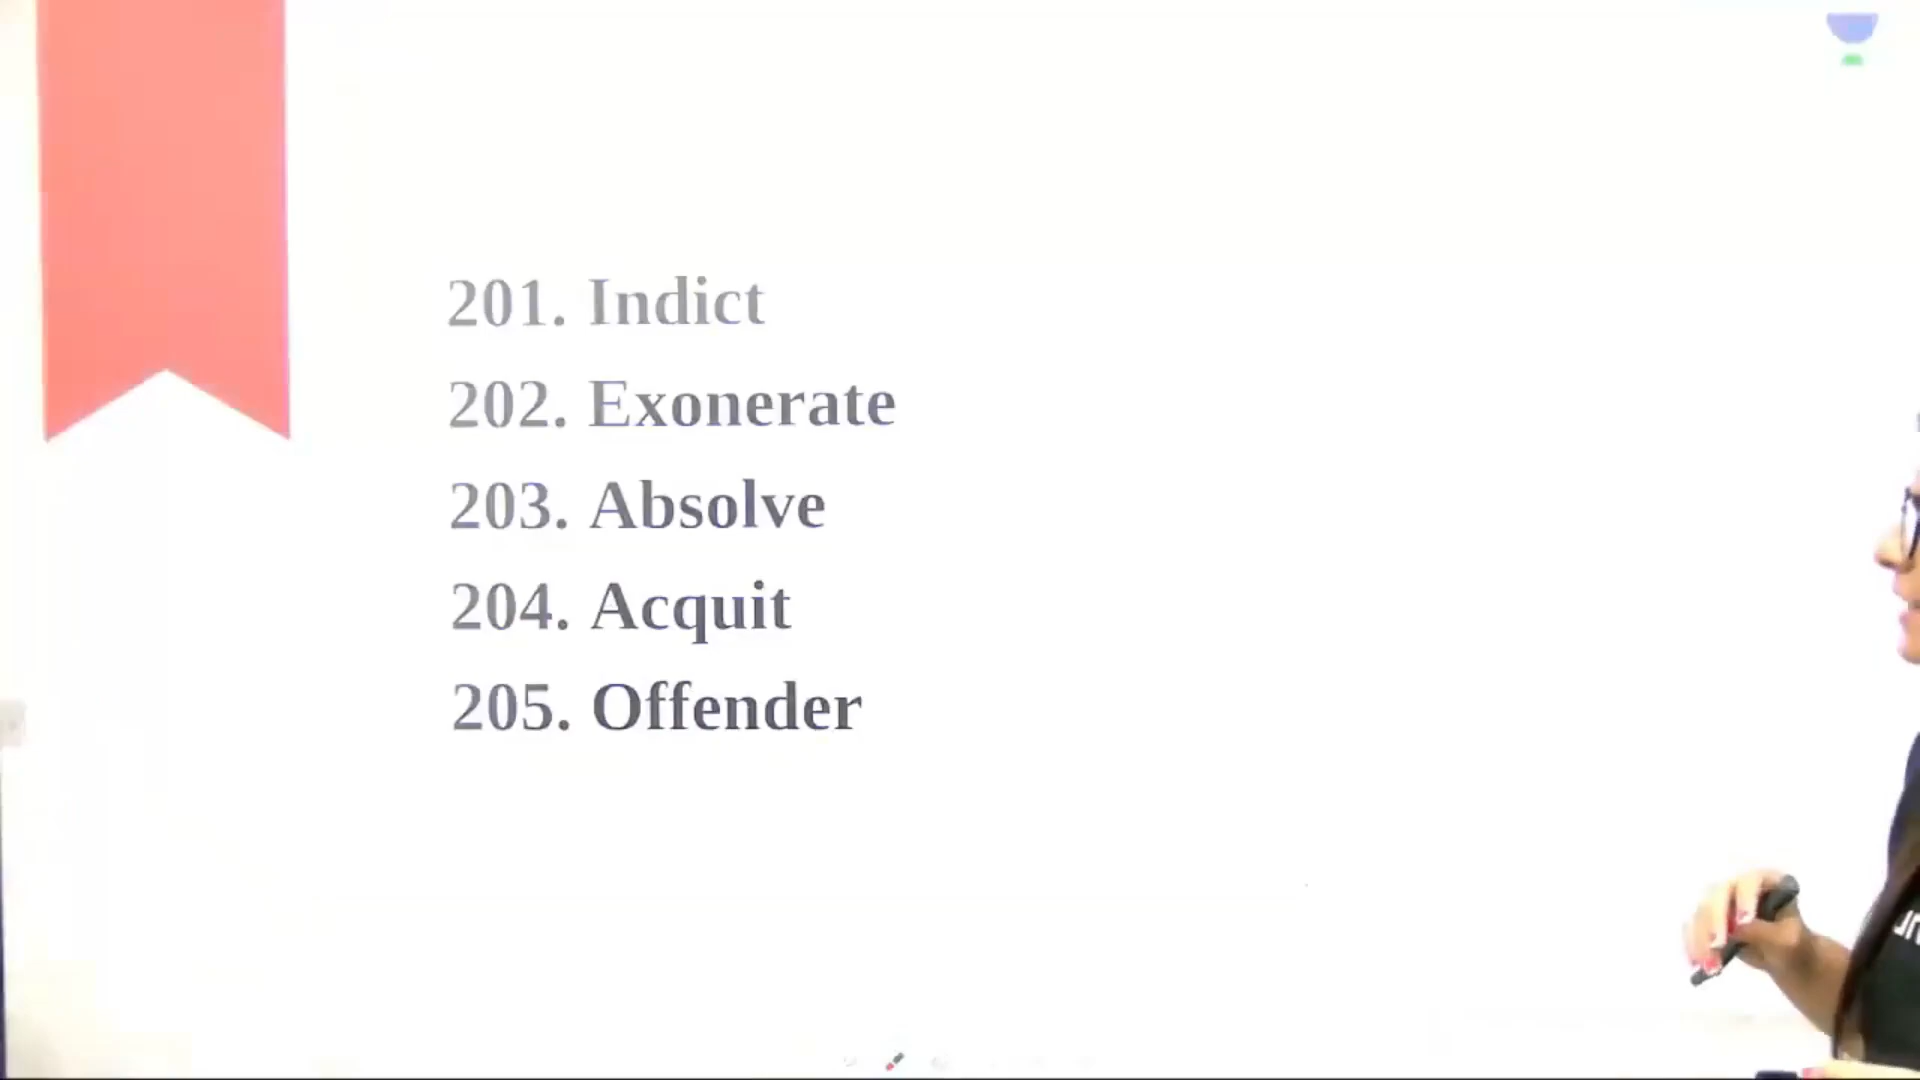 201. Indict
202. Exonerate
203. Absolve
204. Acquit
205. Offender